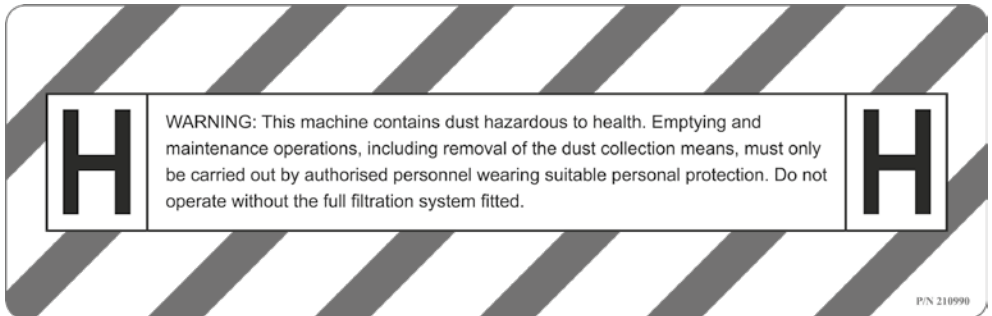 H
WARNING: This machine contains dust hazardous to health. Emptying and
maintenance operations, including removal of the dust collection means, must only
be carried out by authorised personnel wearing suitable personal protection. Do not
operate without the full filtration system fitted.
H
P/N 210990